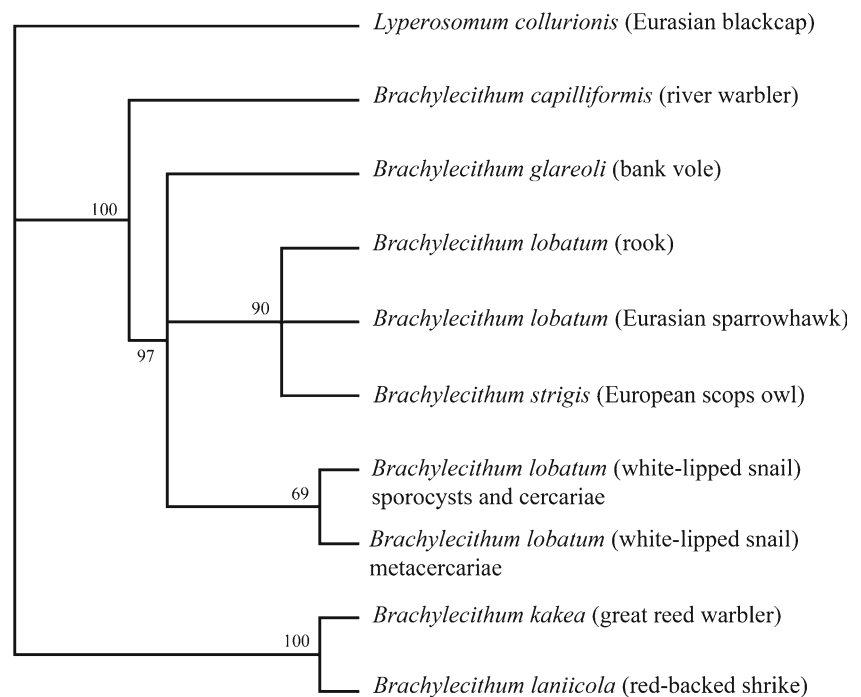 Lyperosomum collurionis (Eurasian blackcap)
Brachylecithum capilliformis (river warbler)
Brachylecithum glareoli (bank vole)
100
Brachylecithum lobatum (rook)
90
Brachylecithum lobatum (Eurasian sparrowhawk)
97
Brachylecithum strigis (European scops owl)
Brachylecithum lobatum (white-lipped snail)
sporocysts and cercariae
69
Brachylecithum lobatum (white-lipped snail)
metacercariae
Brachylecithum kakea (great reed warbler)
100
Brachylecithum laniicola (red-backed shrike)